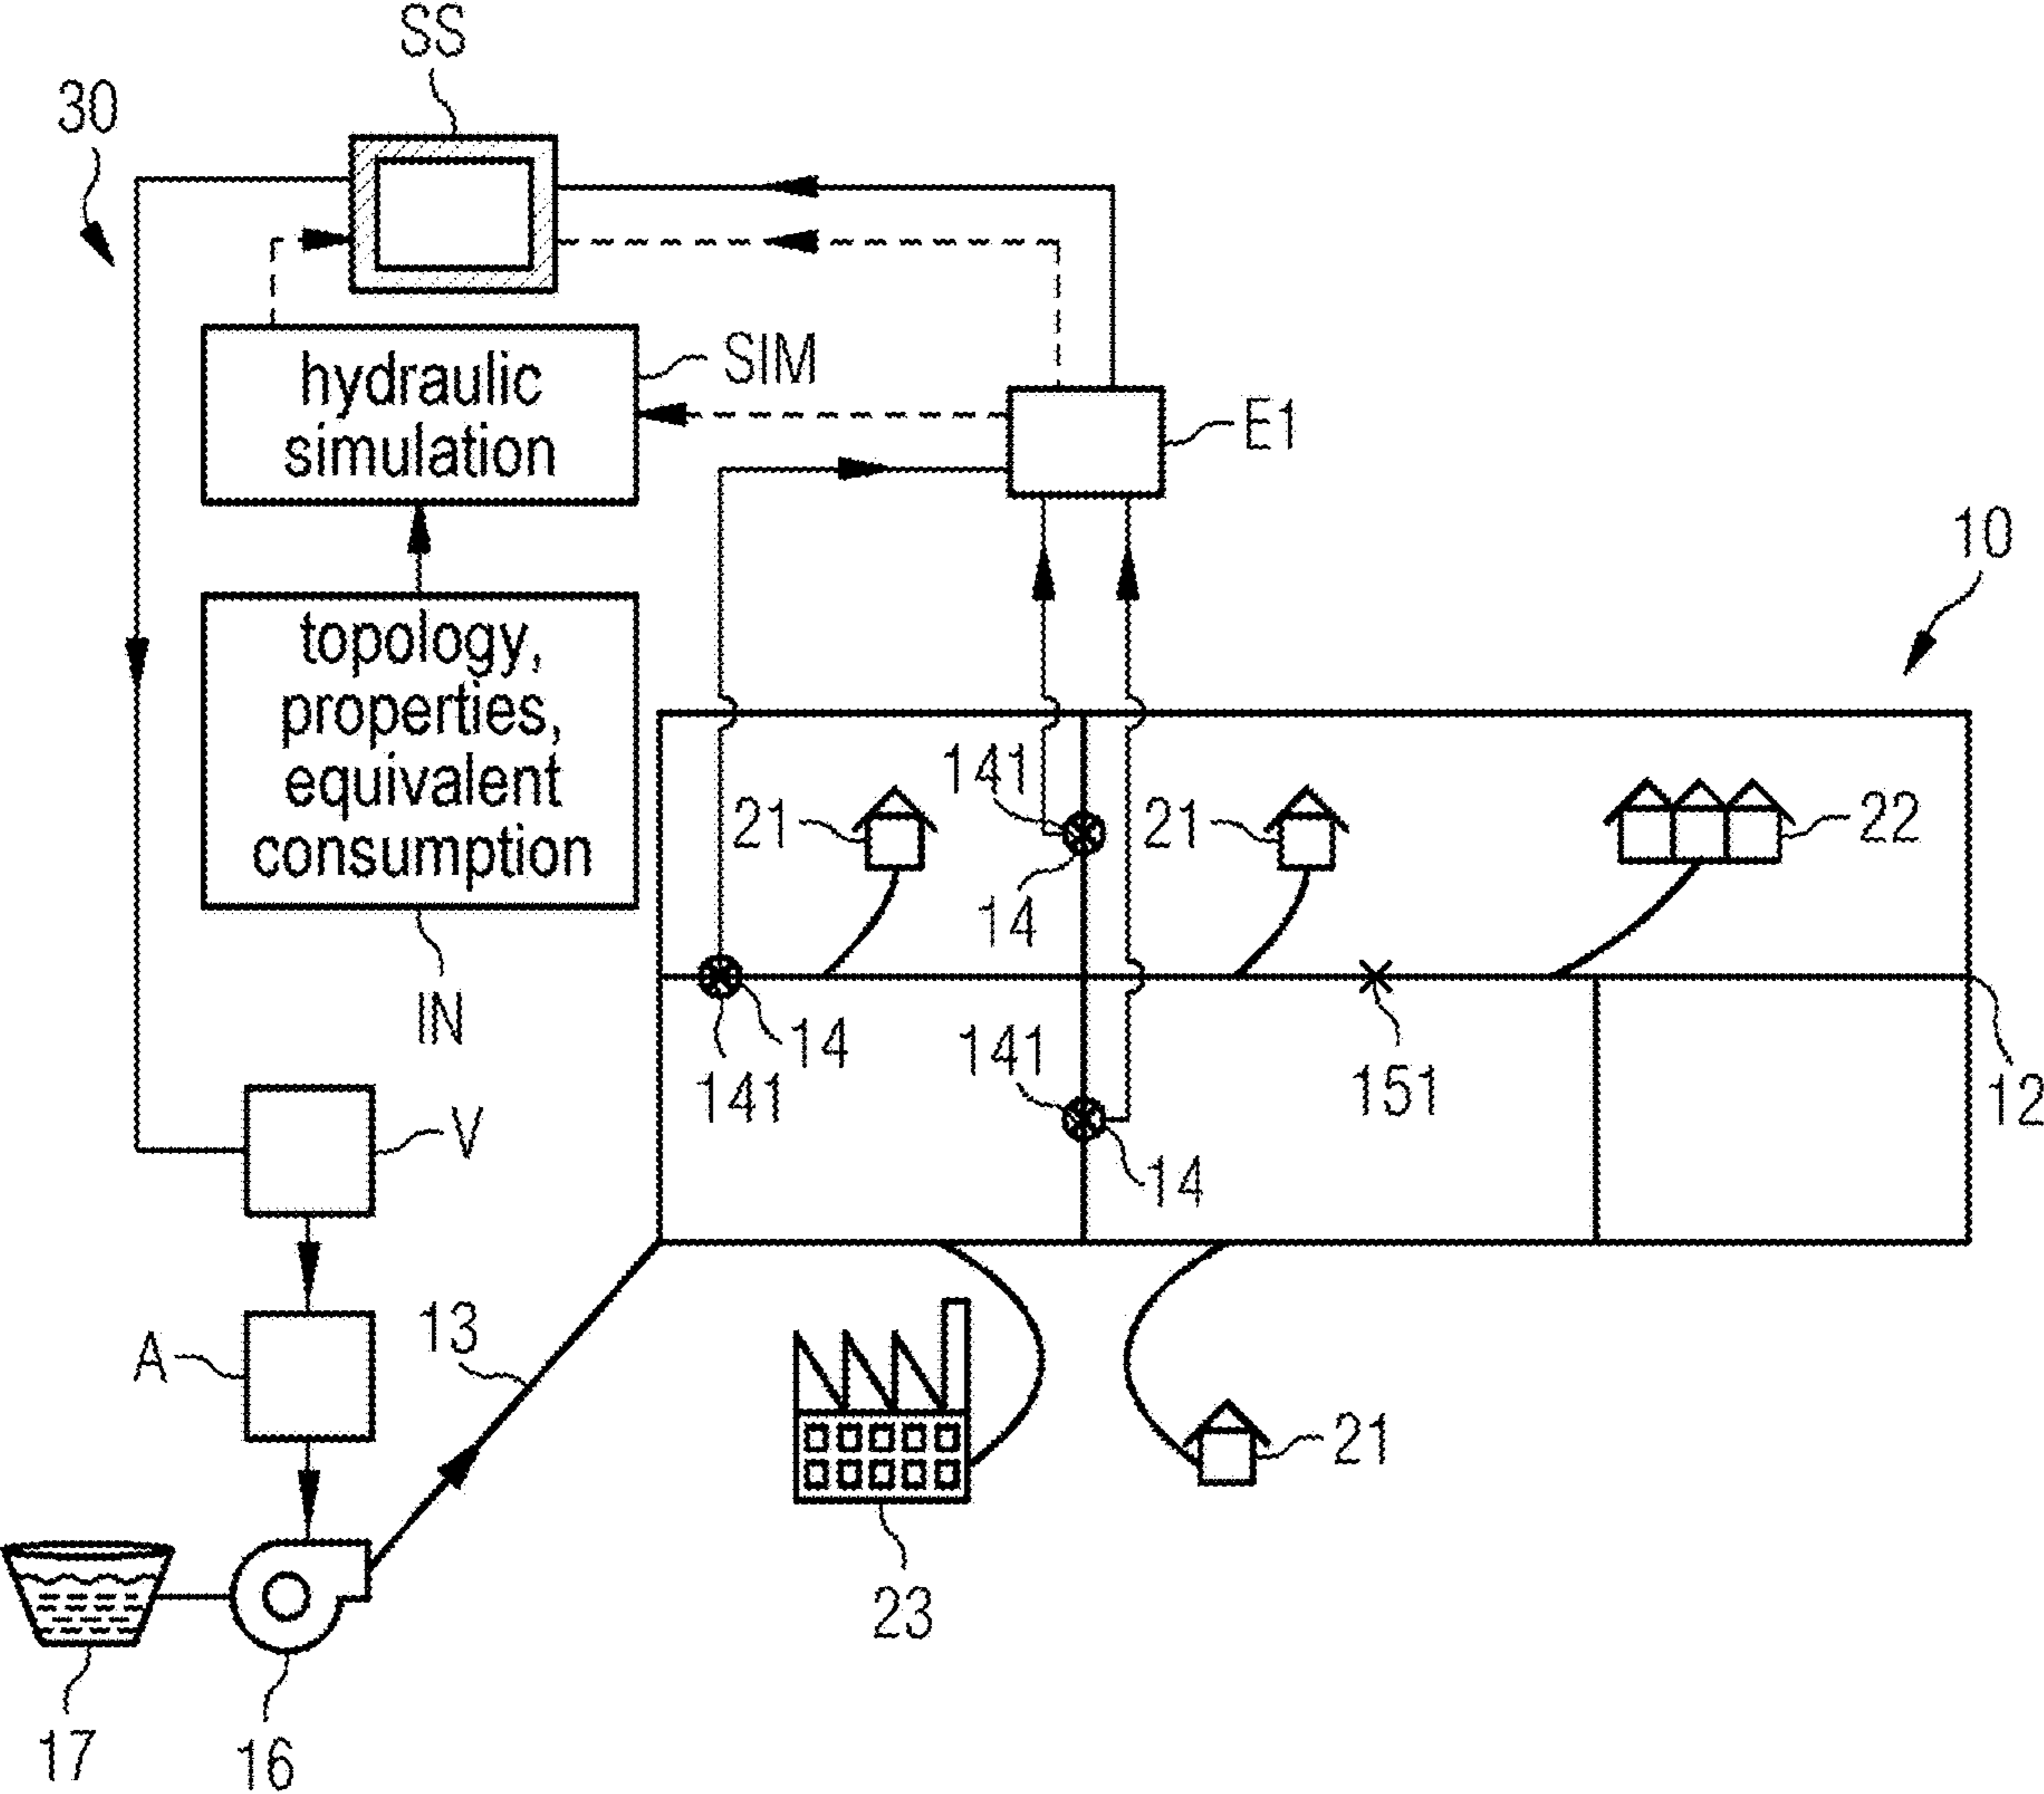 SS
30
hydraulic
simulation
SIM
E1
10
topology,
properties,
equivalent
consumption
IN
141
21
14
21
22
14
141
141
14
151
12
V
A
13
21
23
17
16